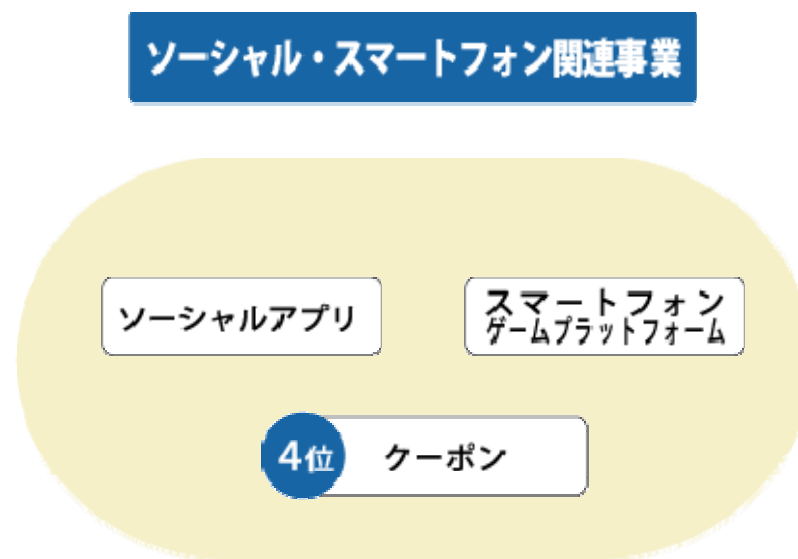 ソーシャル・スマートフォン関連事業
ソーシャルアプリ
スマートフォン
ゲームプラットフォーム
4位 クーポン